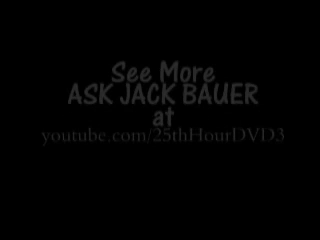 See More
ASK JACK BAUER
at
youtube.com/25thHourDVD3